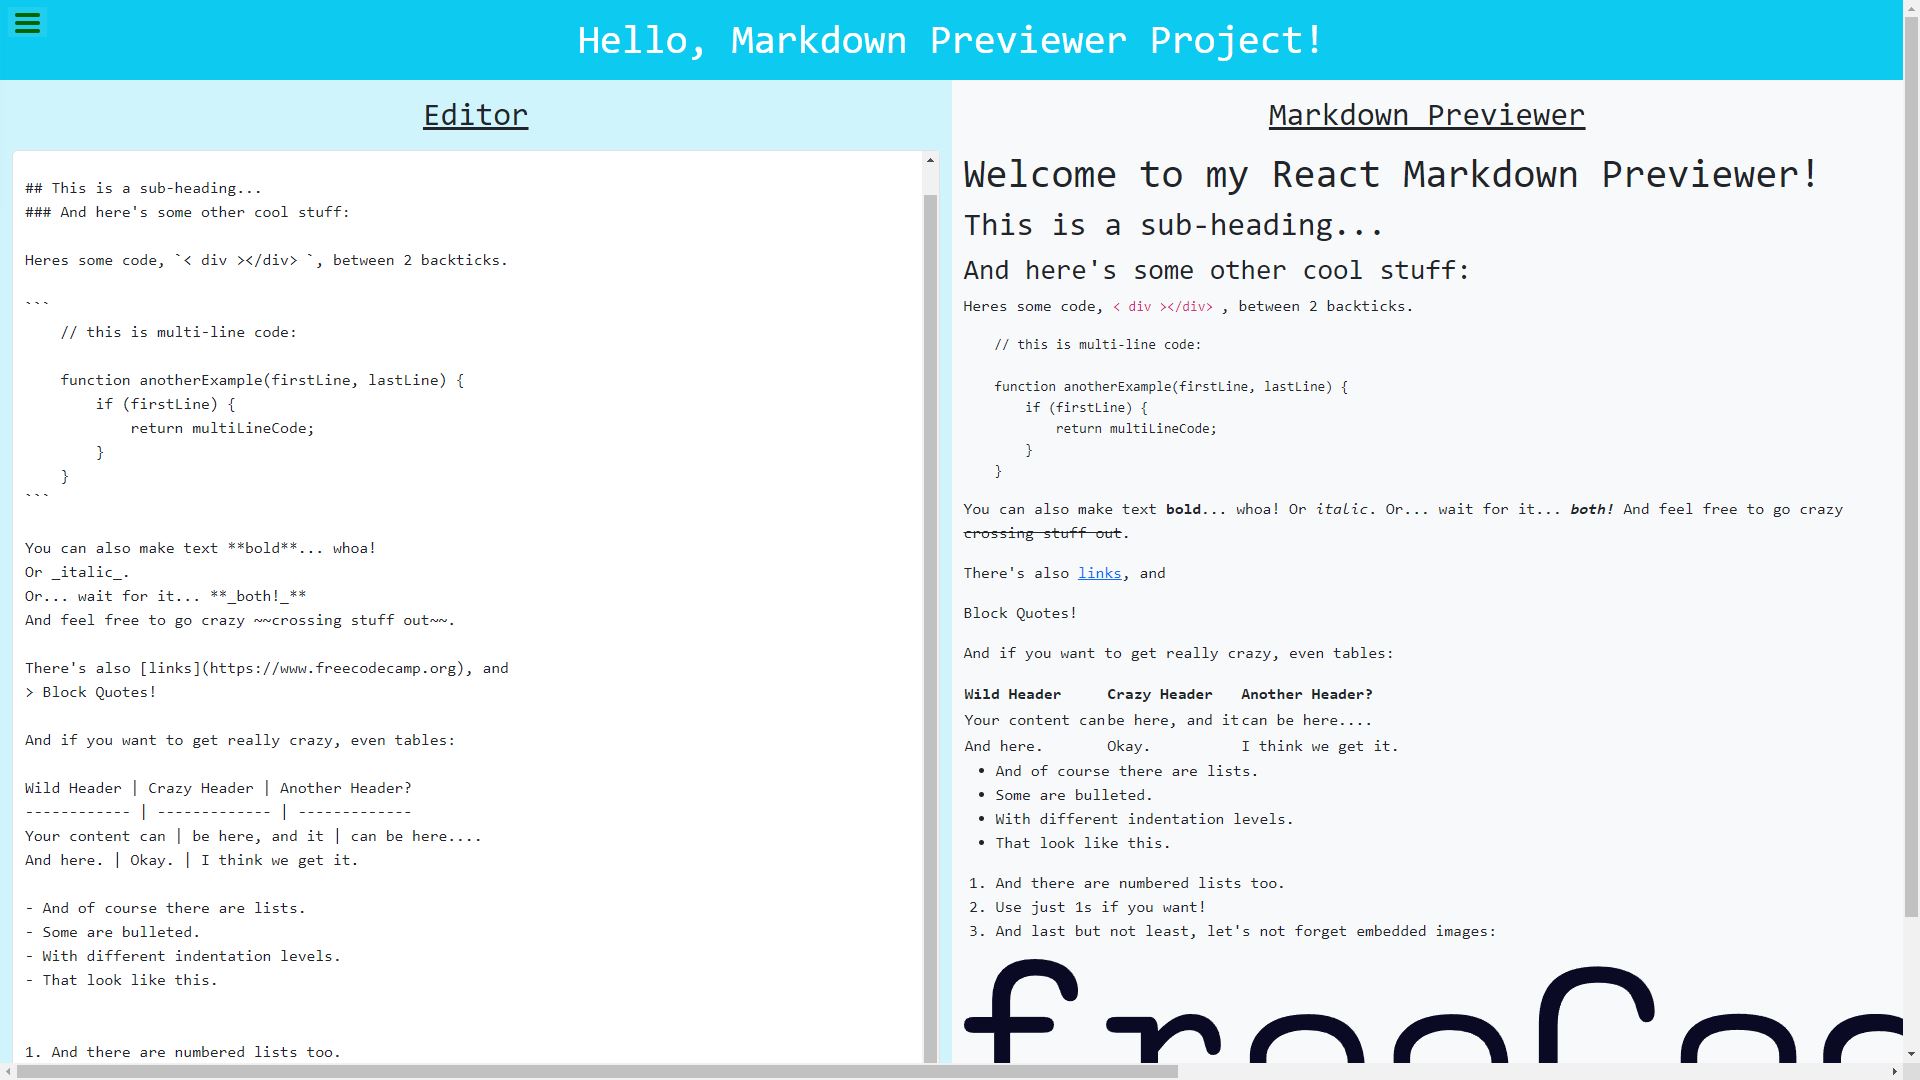 Hello, Markdown Previewer Project!
Editor
## This is a sub-heading...
### And here's some other cool stuff:
Heres some code, `< div ></div> `, between 2 backticks.
```
// this is multi-line code:
function anotherExample(firstLine, lastLine) {
if (firstLine) {
return multiLineCode;
}
}
```
You can also make text **bold**... whoa!
Or _italic_.
Or... wait for it... **_both!_**
And feel free to go crazy ~~crossing stuff out~~.
There's also [links](https://www.freecodecamp.org), and
> Block Quotes!
And if you want to get really crazy, even tables:
Wild Header | Crazy Header | Another Header?
------------ | ------------- | -------------
Your content can | be here, and it | can be here....
And here. | Okay. | I think we get it.
- And of course there are lists.
- Some are bulleted.
- With different indentation levels.
- That look like this.
1. And there are numbered lists too.
Markdown Previewer
Welcome to my React Markdown Previewer!
This is a sub-heading...
And here's some other cool stuff:
Heres some code, < div ></div> , between 2 backticks.
// this is multi-line code:
function anotherExample(firstLine, lastLine) {
if (firstLine) {
return multiLineCode;
}
}
You can also make text bold... whoa! Or italic. Or... wait for it... both! And feel free to go crazy
crossing stuff out.
There's also links, and
Block Quotes!
And if you want to get really crazy, even tables:
Wild Header Crazy Header Another Header?
Your content can be here, and it can be here....
And here. Okay. I think we get it.
• And of course there are lists.
• Some are bulleted.
• With different indentation levels.
• That look like this.
1. And there are numbered lists too.
2. Use just 1s if you want!
3. And last but not least, let's not forget embedded images: